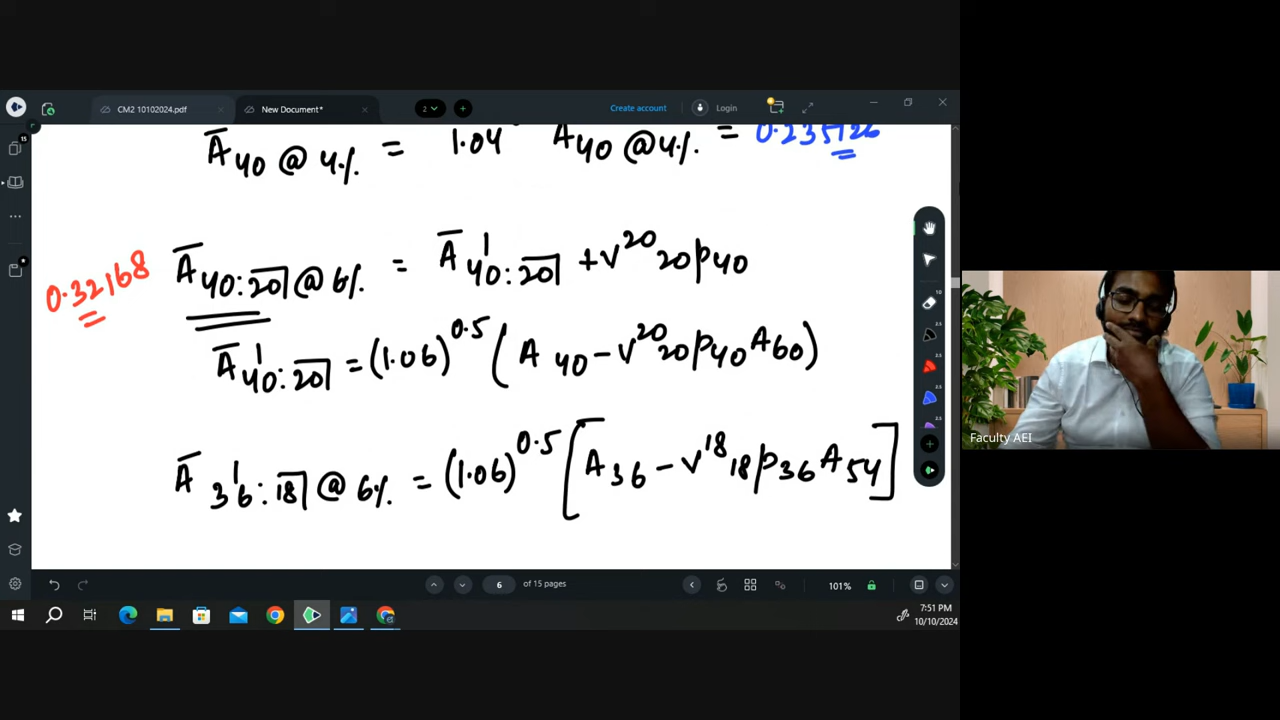 CM2 10102024.pdf
New Document*
2
Create account
Login
Ā40 @ 4% = 1.04 A40 @ 4% = 0.235126
0.32168
Ā40:20̅| @ 6% = Ā¹40:20̅| + v²⁰ 20p40
Ā¹40:20̅| = (1.06)^0.5 ( A40 - v²⁰ 20p40 A60 )
Ā¹36:18̅| @ 6% = (1.06)^0.5 [ A36 - v¹⁸ 18p36 A54 ]
Faculty AEI
6 of 15 pages
101%
7:51 PM
10/10/2024